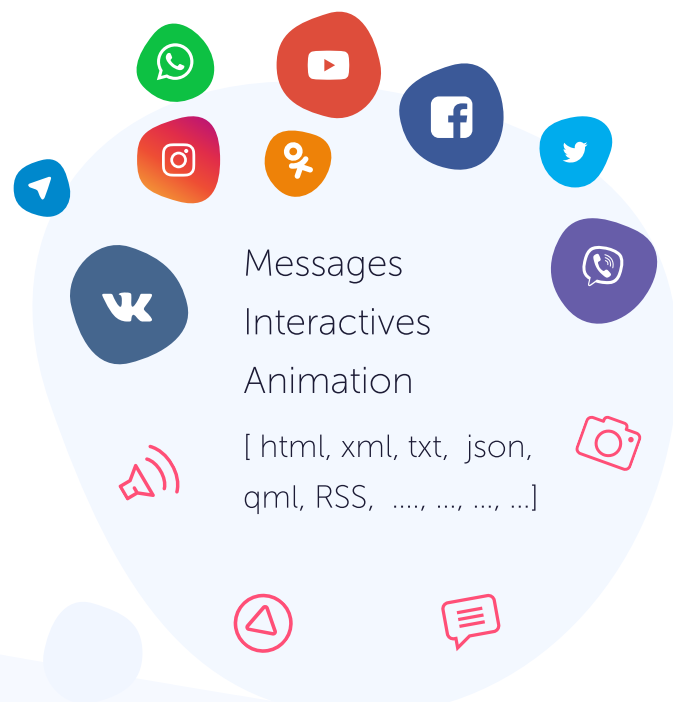 Messages
Interactives
Animation
[ html, xml, txt,  json,
qml, RSS,  ...., ..., ..., ...]